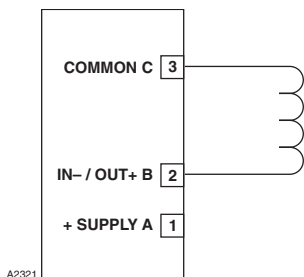 COMMON C 3
IN– / OUT+ B 2
+ SUPPLY A 1
A2321